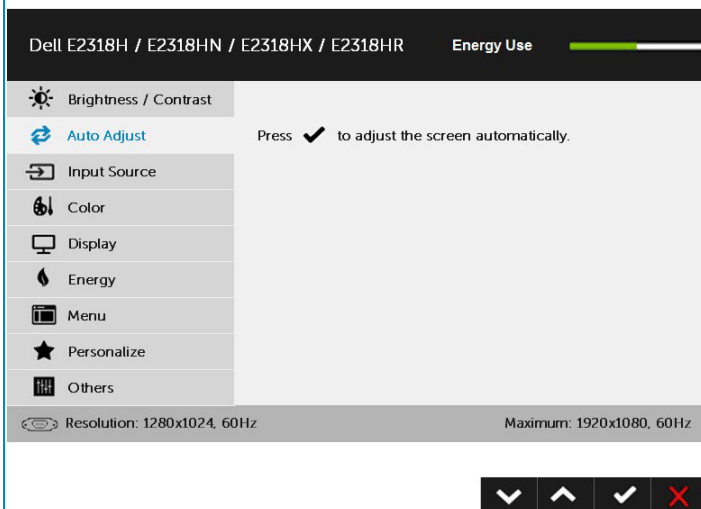 Dell E2318H / E2318HN / E2318HX / E2318HR Energy Use
Brightness / Contrast
Auto Adjust
Press to adjust the screen automatically.
Input Source
Color
Display
Energy
Menu
Personalize
Others
Resolution: 1280x1024, 60Hz Maximum: 1920x1080, 60Hz